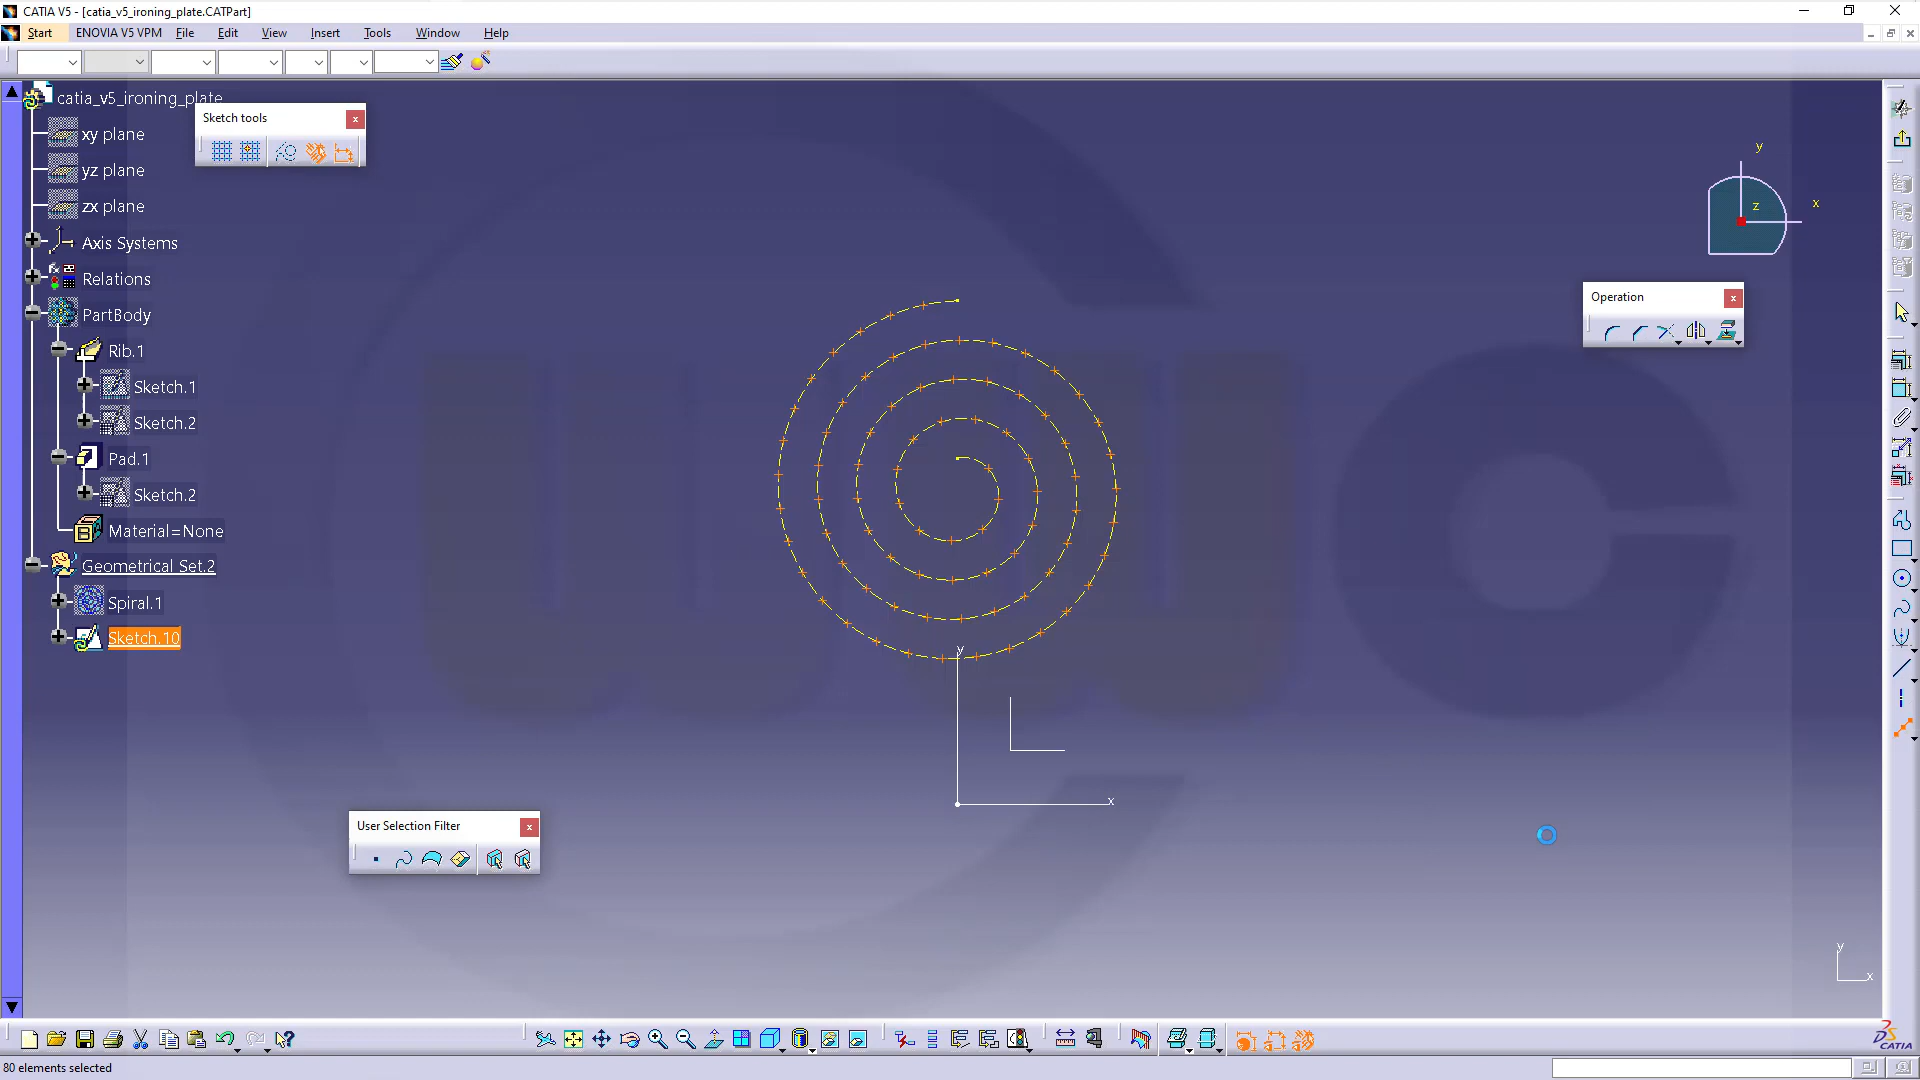 CATIA V5 - [catia_v5_ironing_plate.CATPart]
Start ENOVIA V5 VPM File Edit View Insert Tools Window Help
catia_v5_ironing_plate
Sketch tools
xy plane
yz plane
zx plane
Axis Systems
Relations
PartBody
Rib.1
Sketch.1
Sketch.2
Pad.1
Sketch.2
Material=None
Geometrical Set.2
Spiral.1
Sketch.10
y
z
x
Operation
y
x
User Selection Filter
y
x
CATIA
80 elements selected